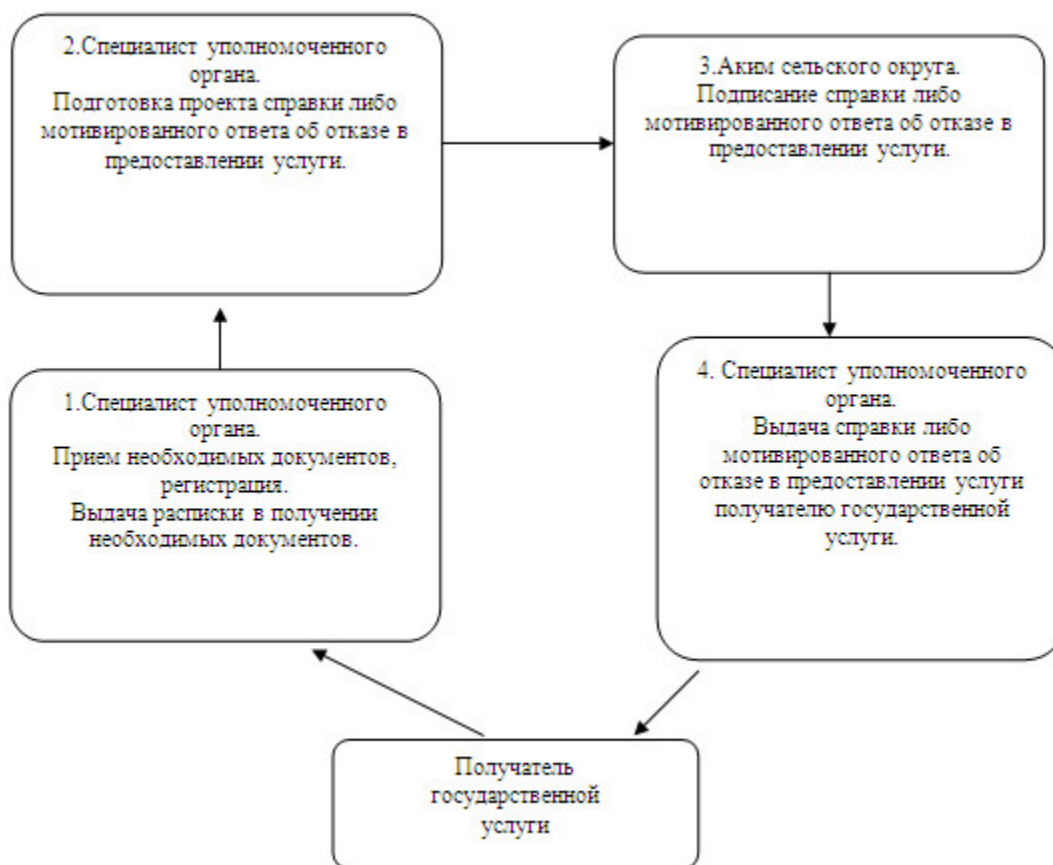 2.Специалист уполномоченного
органа.
Подготовка проекта справки либо
мотивированного ответа об отказе в
предоставлении услуги.
3.Аким сельского округа.
Подписание справки либо
мотивированного ответа об отказе в
предоставлении услуги.
1.Специалист уполномоченного
органа.
Прием необходимых документов,
регистрация.
Выдача расписки в получении
необходимых документов.
4. Специалист уполномоченного
органа.
Выдача справки либо
мотивированного ответа об
отказе в предоставлении услуги
получателю государственной
услуги.
Получатель
государственной
услуги